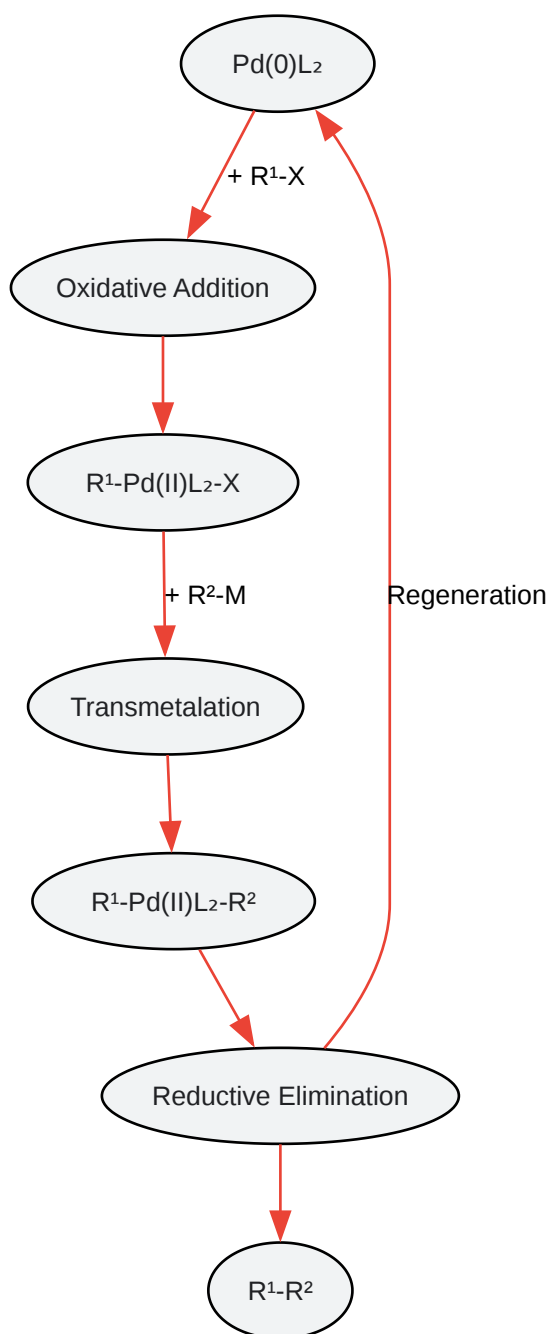 Pd(0)L₂
+ R¹-X
Oxidative Addition
R¹-Pd(II)L₂-X
+ R²-M
Regeneration
Transmetalation
R¹-Pd(II)L₂-R²
Reductive Elimination
R¹-R²